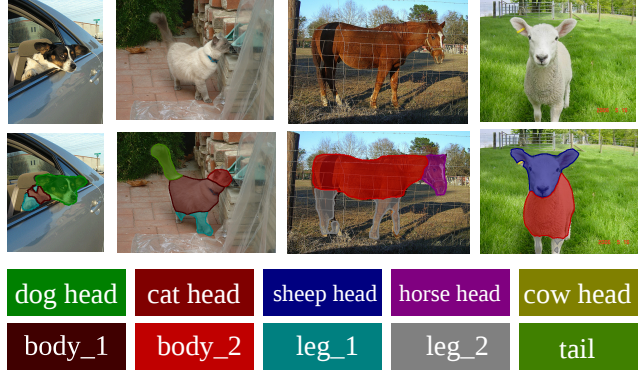 dog head
cat head
sheep head
horse head
cow head
body_1
body_2
leg_1
leg_2
tail